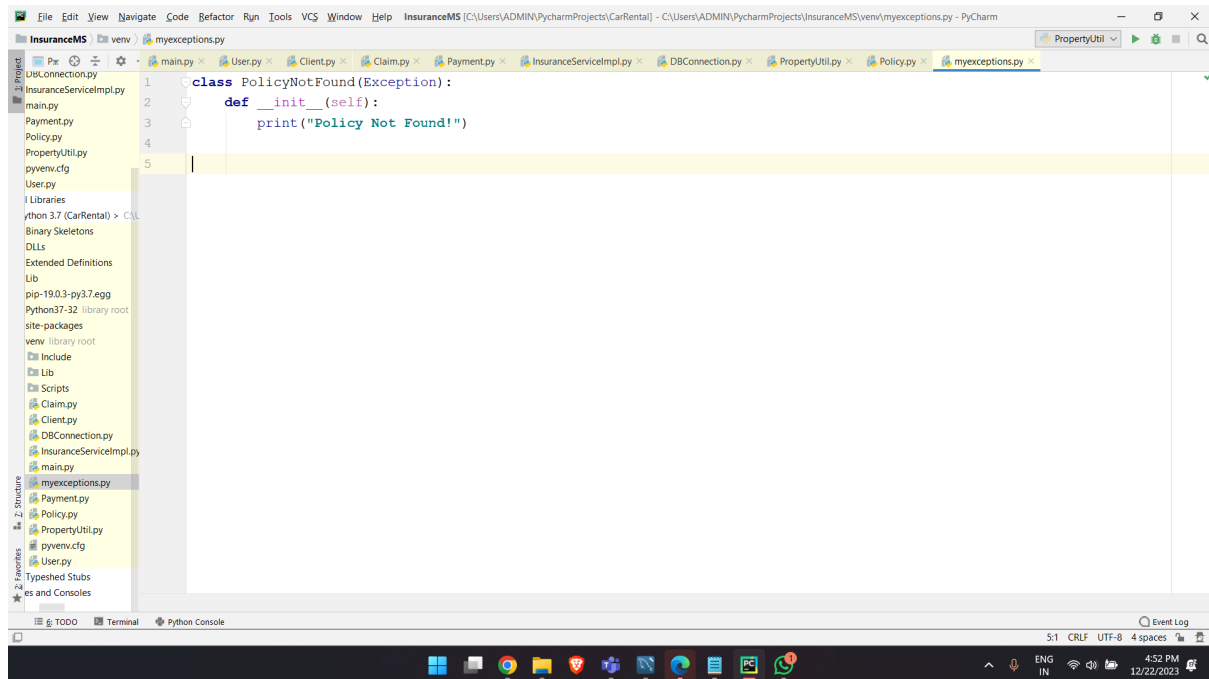 File Edit View Navigate Code Refactor Run Tools VCS Window Help InsuranceMS [C:\Users\ADMIN\PycharmProjects\CarRental] - C:\Users\ADMIN\PycharmProjects\InsuranceMS\venv\myexceptions.py - PyCharm
InsuranceMS venv myexceptions.py PropertyUtil
1: Project
main.py User.py Client.py Claim.py Payment.py InsuranceServiceImpl.py DBConnection.py PropertyUtil.py Policy.py myexceptions.py
DBConnection.py
InsuranceServiceImpl.py
main.py
Payment.py
Policy.py
PropertyUtil.py
pyvenv.cfg
User.py
l Libraries
ython 3.7 (CarRental) > C:\U
Binary Skeletons
DLLs
Extended Definitions
Lib
pip-19.0.3-py3.7.egg
Python37-32 library root
site-packages
venv library root
Include
Lib
Scripts
Claim.py
Client.py
DBConnection.py
InsuranceServiceImpl.py
main.py
myexceptions.py
Payment.py
Policy.py
PropertyUtil.py
pyvenv.cfg
User.py
Typeshed Stubs
es and Consoles
1 class PolicyNotFound(Exception):
2 def __init__(self):
3 print("Policy Not Found!")
4
5
Z: Structure
2: Favorites
6: TODO Terminal Python Console Event Log
5:1 CRLF UTF-8 4 spaces
ENG
IN
4:52 PM
12/22/2023